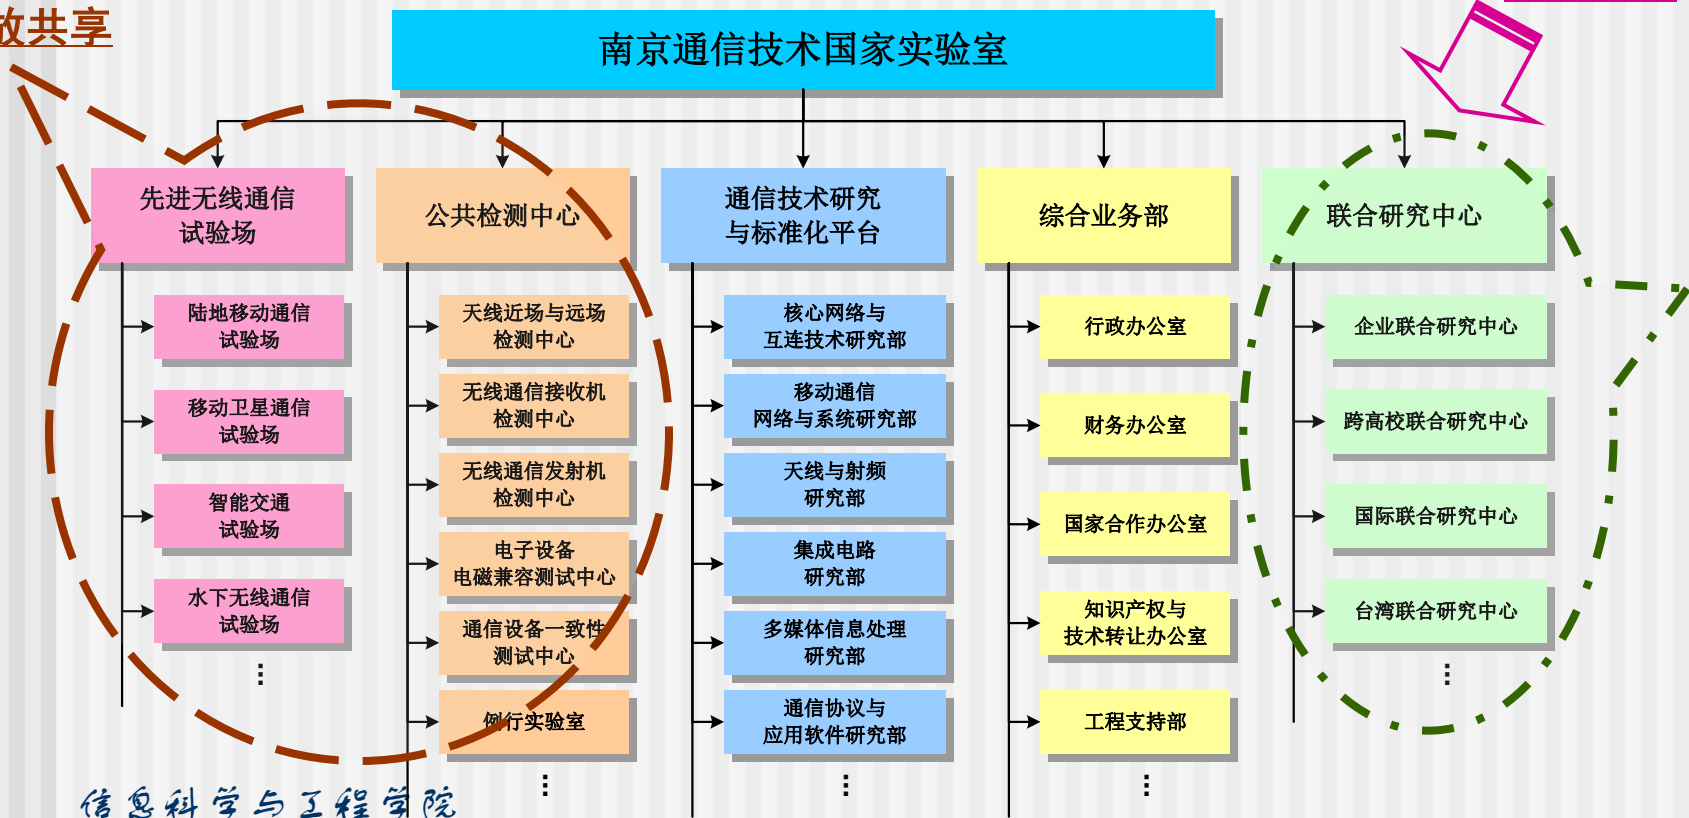 共享
南京通信技术国家实验室
先进无线通信
试验场
陆地移动通信
试验场
移动卫星通信
试验场
智能交通
试验场
水下无线通信
试验场
公共检测中心
天线近场与远场
检测中心
无线通信接收机
检测中心
无线通信发射机
检测中心
电子设备
电磁兼容测试中心
通信设备一致性
测试中心
例行实验室
通信技术研究
与标准化平台
核心网络与
互连技术研究部
移动通信
网络与系统研究部
天线与射频
研究部
集成电路
研究部
多媒体信息处理
研究部
通信协议与
应用软件研究部
综合业务部
行政办公室
财务办公室
国家合作办公室
知识产权与
技术转让办公室
工程支持部
联合研究中心
企业联合研究中心
跨高校联合研究中心
国际联合研究中心
台湾联合研究中心
信息科学与工程学院